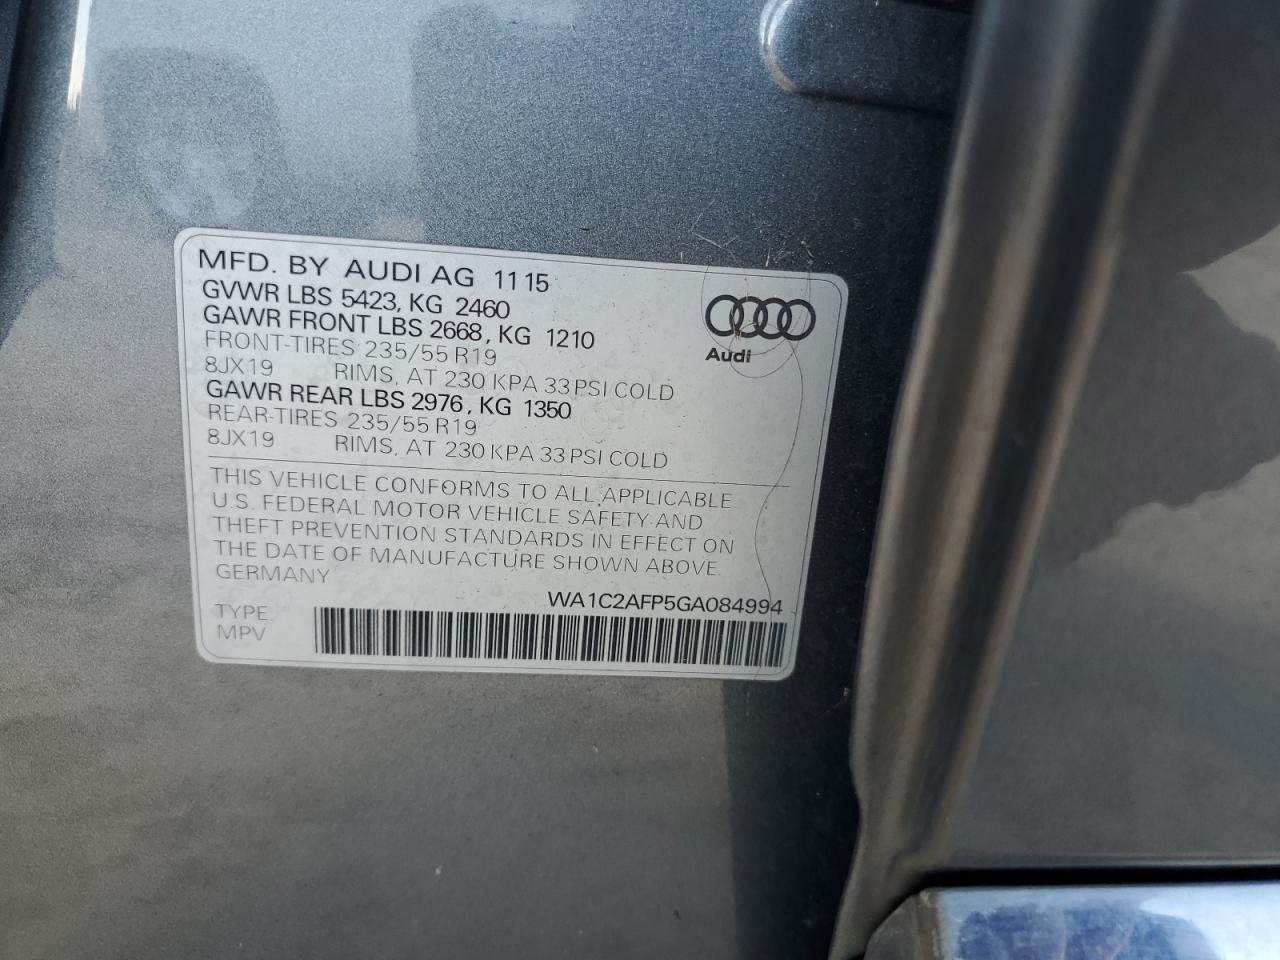 MFD. BY AUDI AG 11 15
GVWR LBS 5423, KG 2460
GAWR FRONT LBS 2668, KG 1210
FRONT-TIRES 235/55 R19
8JX19 RIMS, AT 230 KPA 33 PSI COLD
GAWR REAR LBS 2976, KG 1350
REAR-TIRES 235/55 R19
8JX19 RIMS, AT 230 KPA 33 PSI COLD
Audi
THIS VEHICLE CONFORMS TO ALL APPLICABLE
U.S. FEDERAL MOTOR VEHICLE SAFETY AND
THEFT PREVENTION STANDARDS IN EFFECT ON
THE DATE OF MANUFACTURE SHOWN ABOVE.
GERMANY
WA1C2AFP5GA084994
TYPE:
MPV